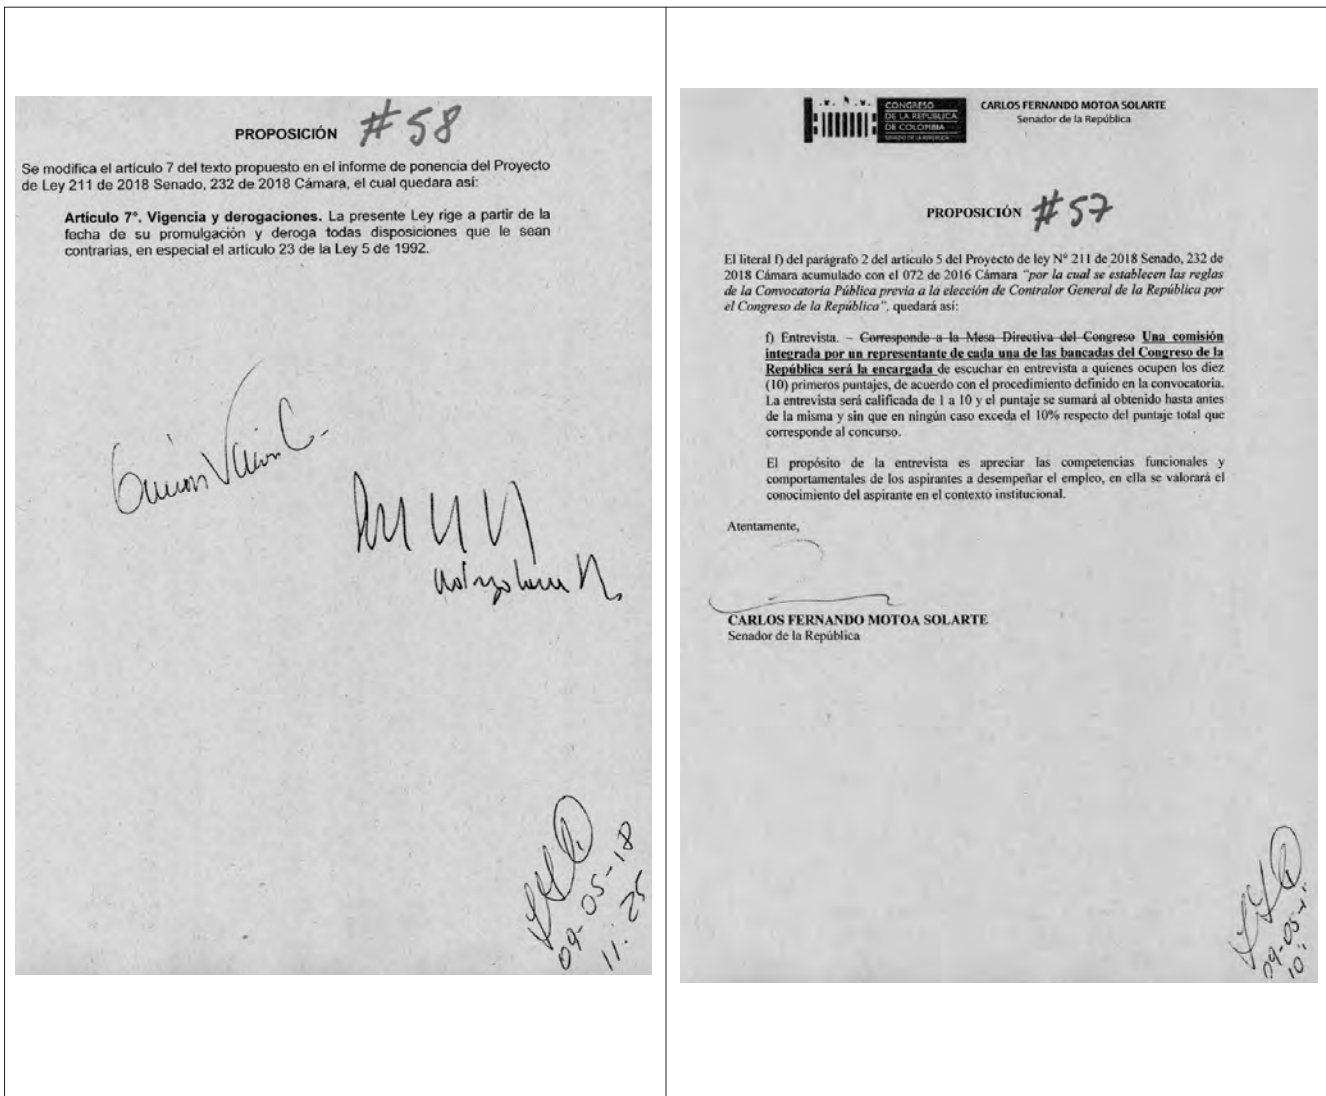 PROPOSICIÓN #58
Se modifica el artículo 7 del texto propuesto en el informe de ponencia del Proyecto
de Ley 211 de 2018 Senado, 232 de 2018 Cámara, el cual quedara así:
Artículo 7°. Vigencia y derogaciones. La presente Ley rige a partir de la
fecha de su promulgación y deroga todas disposiciones que le sean
contrarias, en especial el artículo 23 de la Ley 5 de 1992.
09-05-18
11:25
CONGRESO
DE LA REPÚBLICA
DE COLOMBIA
CARLOS FERNANDO MOTOA SOLARTE
Senador de la República
PROPOSICIÓN #57
El literal f) del parágrafo 2 del artículo 5 del Proyecto de ley N° 211 de 2018 Senado, 232 de
2018 Cámara acumulado con el 072 de 2016 Cámara "por la cual se establecen las reglas
de la Convocatoria Pública previa a la elección de Contralor General de la República por
el Congreso de la República", quedará así:
f) Entrevista. – Corresponde a la Mesa Directiva del Congreso Una comisión
integrada por un representante de cada una de las bancadas del Congreso de la
República será la encargada de escuchar en entrevista a quienes ocupen los diez
(10) primeros puntajes, de acuerdo con el procedimiento definido en la convocatoria.
La entrevista será calificada de 1 a 10 y el puntaje se sumará al obtenido hasta antes
de la misma y sin que en ningún caso exceda el 10% respecto del puntaje total que
corresponde al concurso.
El propósito de la entrevista es apreciar las competencias funcionales y
comportamentales de los aspirantes a desempeñar el empleo, en ella se valorará el
conocimiento del aspirante en el contexto institucional.
Atentamente,
CARLOS FERNANDO MOTOA SOLARTE
Senador de la República
09-05-
10: